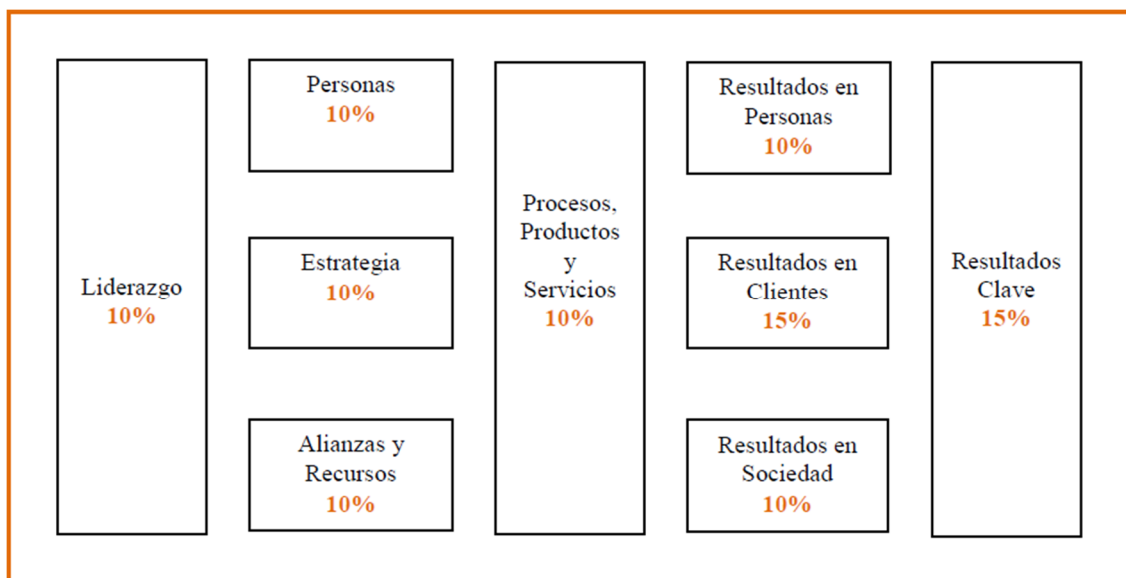 Liderazgo
10%
Personas
10%
Estrategia
10%
Alianzas y
Recursos
10%
Procesos,
Productos
y
Servicios
10%
Resultados en
Personas
10%
Resultados en
Clientes
15%
Resultados en
Sociedad
10%
Resultados
Clave
15%